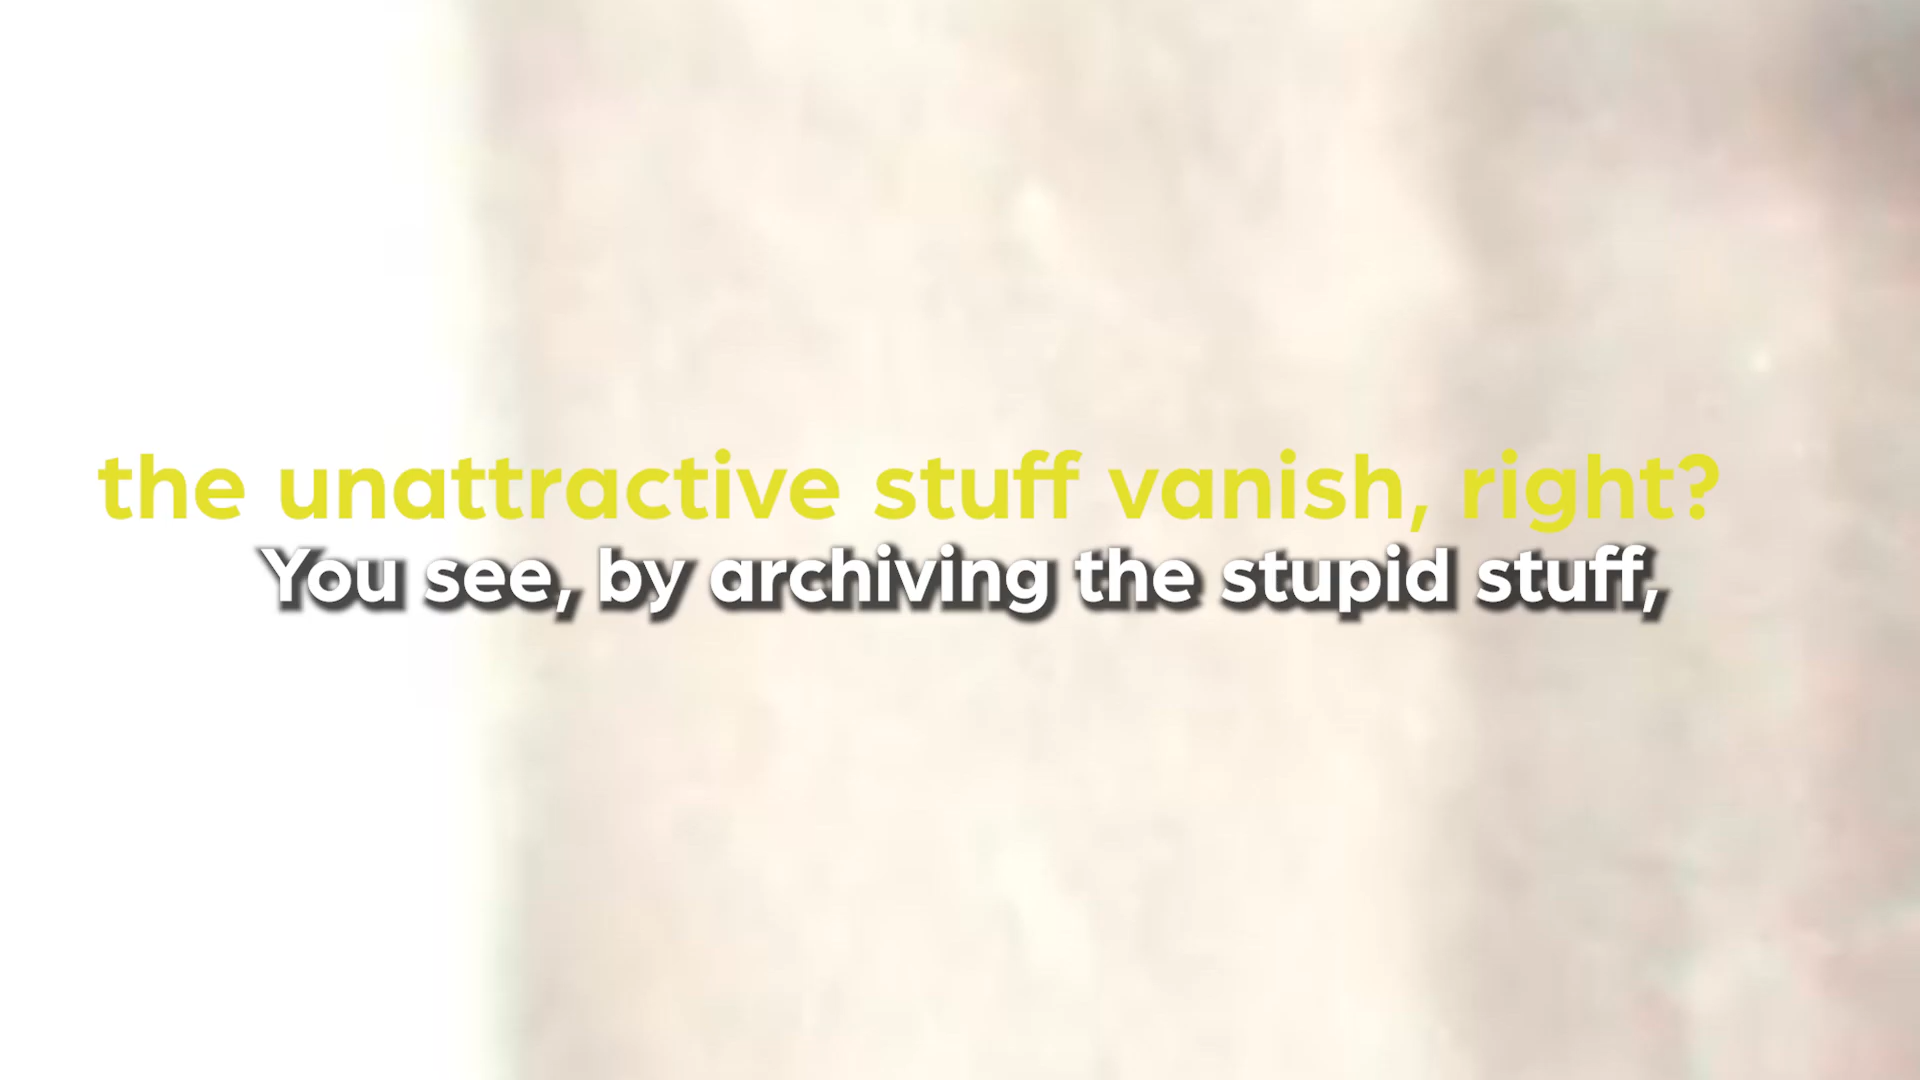 the unattractive stuff vanish, right?
You see, by archiving the stupid stuff,